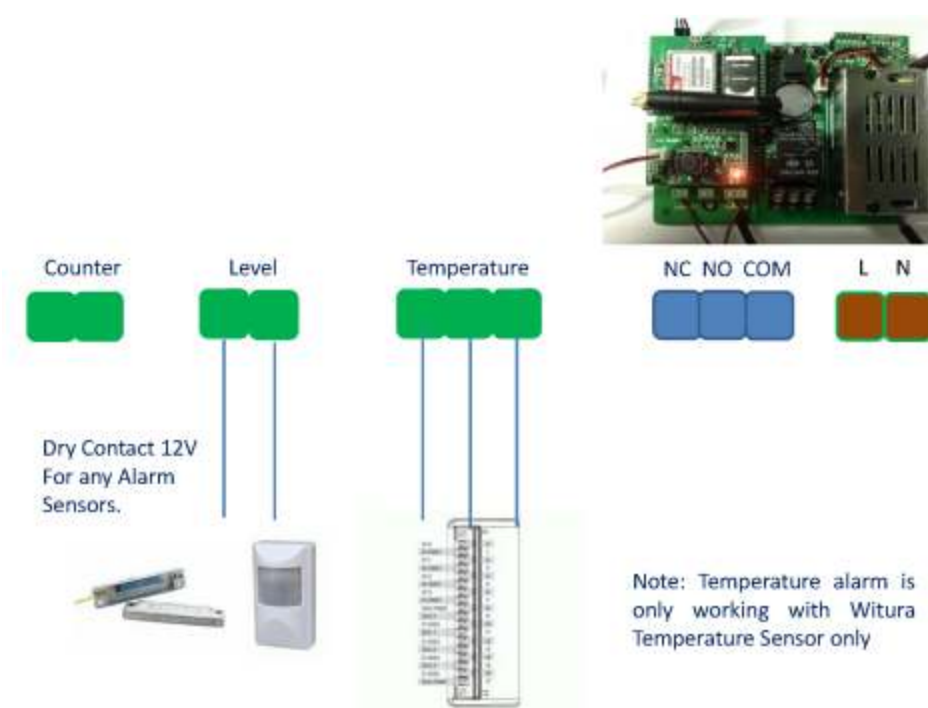 Counter
Level
Temperature
NC NO COM
L N
Dry Contact 12V
For any Alarm
Sensors.
Note: Temperature alarm is
only working with Witura
Temperature Sensor only